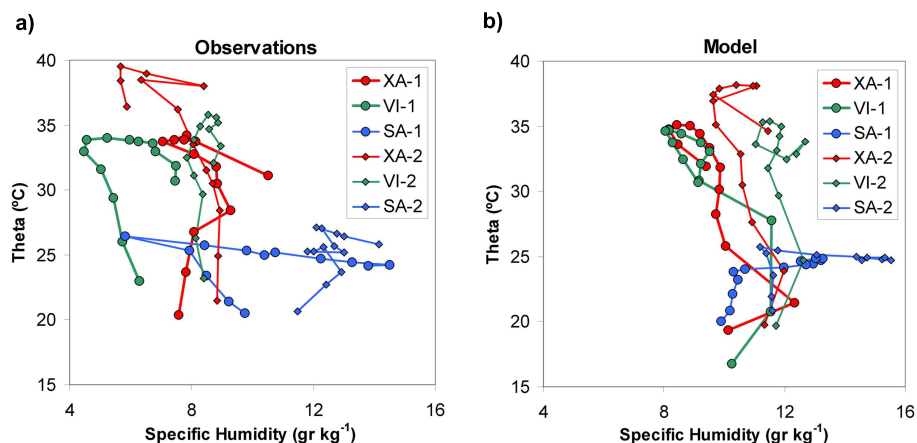 a)
Observations
40
35
30
25
20
15
Theta (ºC)
4
8
12
16
Specific Humidity (gr kg⁻¹)
XA-1
VI-1
SA-1
XA-2
VI-2
SA-2
b)
Model
40
35
30
25
20
15
Theta (ºC)
4
8
12
16
Specific Humidity (gr kg⁻¹)
XA-1
VI-1
SA-1
XA-2
VI-2
SA-2